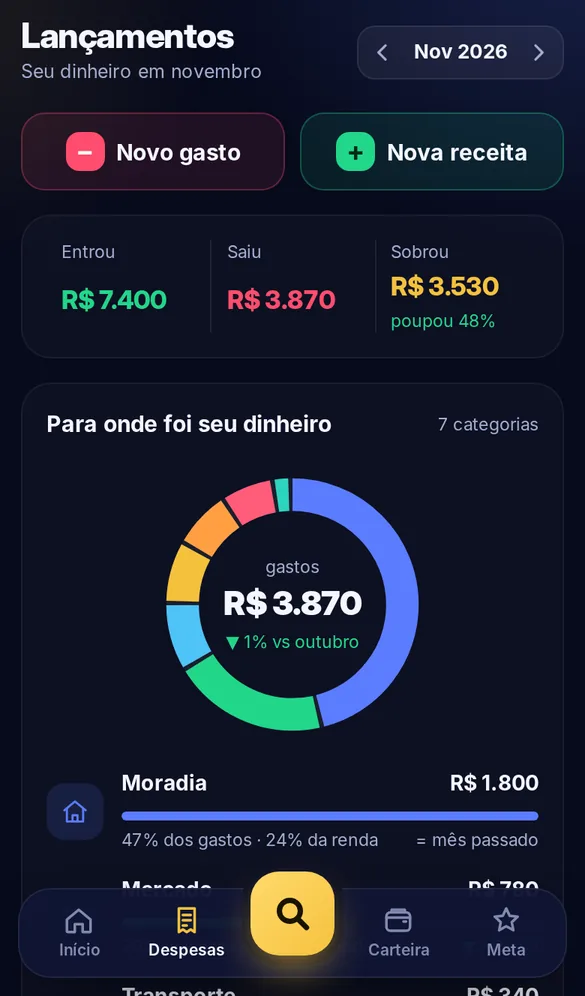 Lançamentos
Seu dinheiro em novembro
Nov 2026
Novo gasto
Nova receita
Entrou
R$ 7.400
Saiu
R$ 3.870
Sobrou
R$ 3.530
poupou 48%
Para onde foi seu dinheiro
7 categorias
gastos
R$ 3.870
▼ 1% vs outubro
Moradia
R$ 1.800
47% dos gastos · 24% da renda
= mês passado
Mercado
R$ 780
Início
Despesas
Carteira
Meta
Transporte
R$ 340